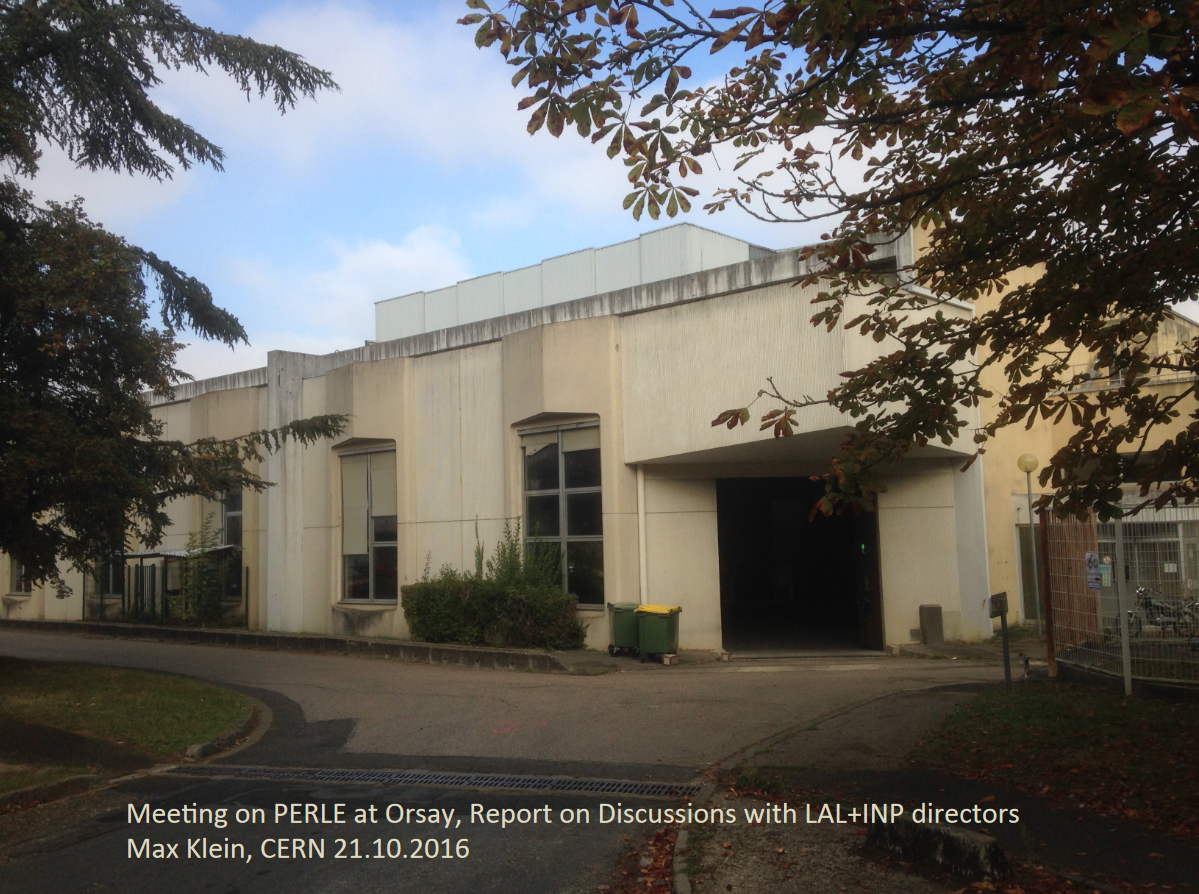 Meeting on PERLE at Orsay, Report on Discussions with LAL+INP directors
Max Klein, CERN 21.10.2016